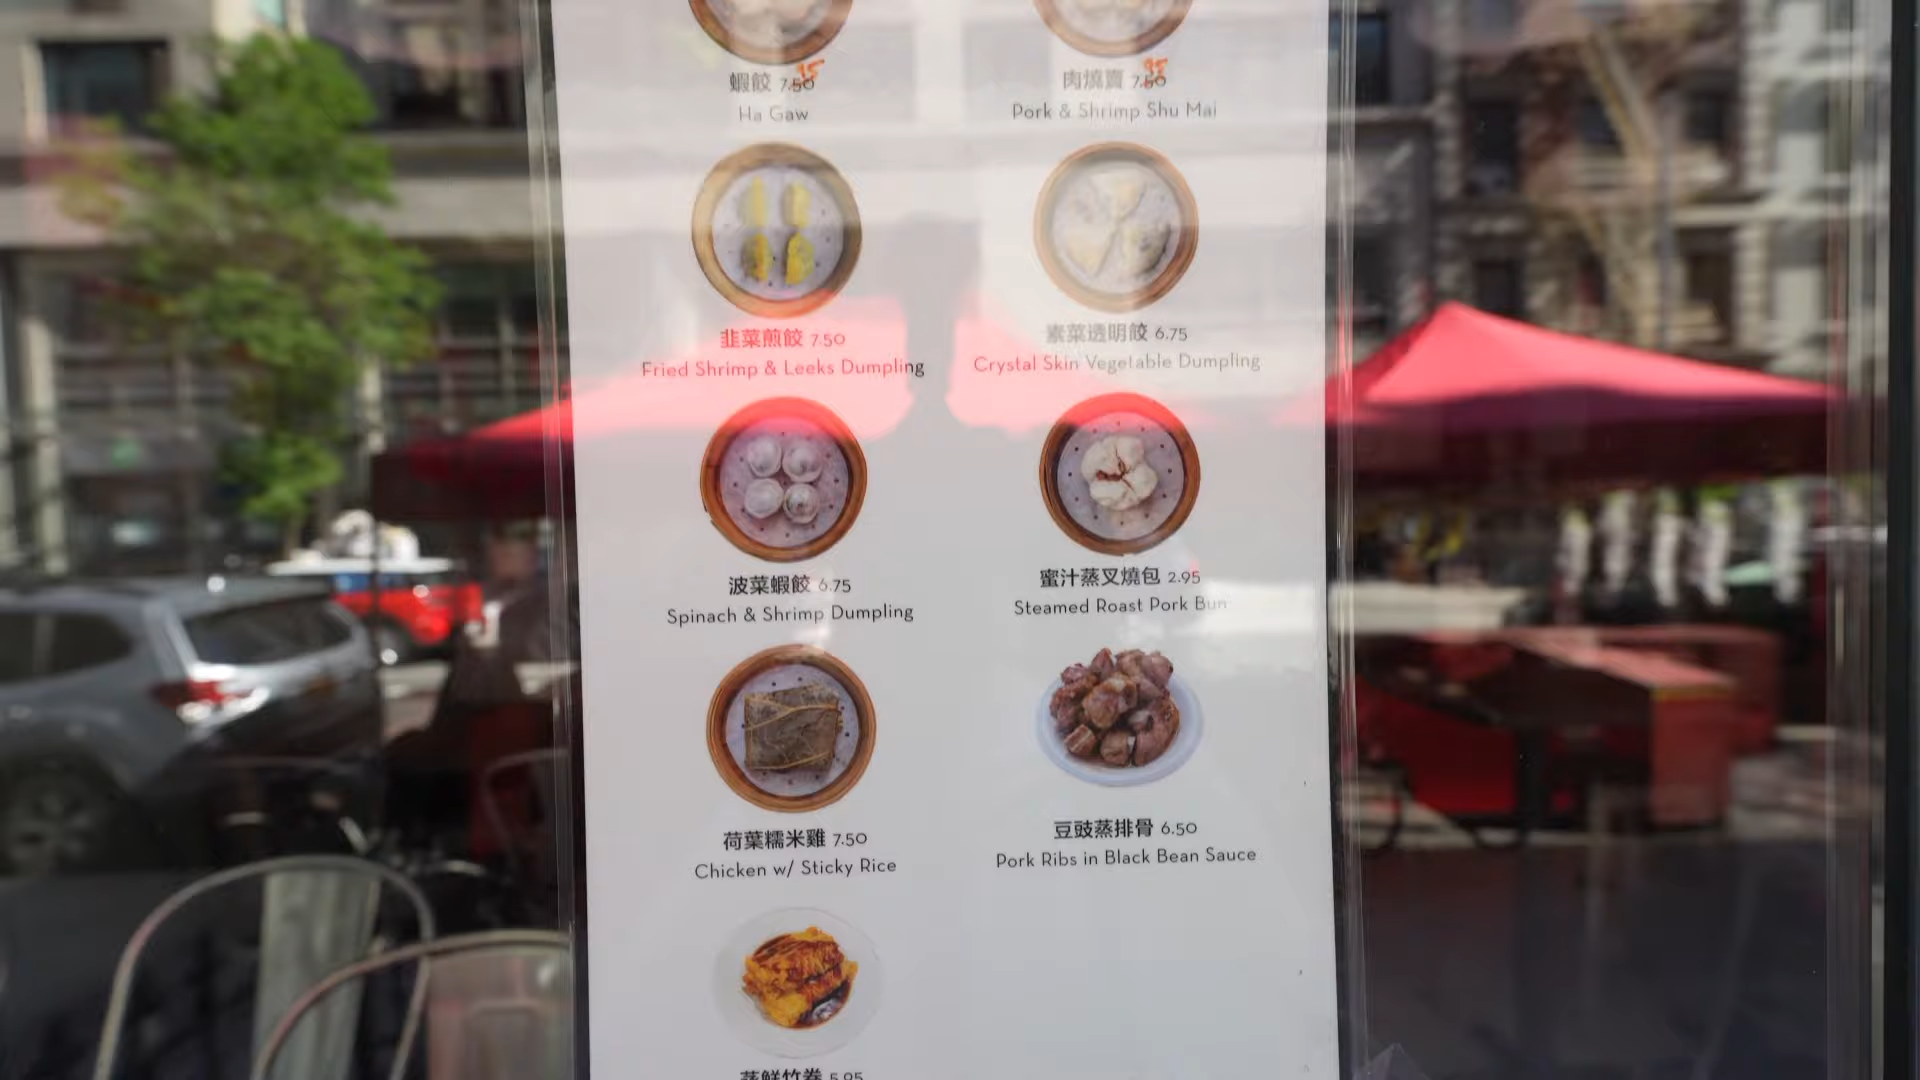 蝦餃 7.50 95
Ha Gaw
肉燒賣 7.50 95
Pork & Shrimp Shu Mai
韭菜煎餃 7.50
Fried Shrimp & Leeks Dumpling
素菜透明餃 6.75
Crystal Skin Vegetable Dumpling
波菜蝦餃 6.75
Spinach & Shrimp Dumpling
蜜汁蒸叉燒包 2.95
Steamed Roast Pork Bun
荷葉糯米雞 7.50
Chicken w/ Sticky Rice
豆豉蒸排骨 6.50
Pork Ribs in Black Bean Sauce
蒸鮮竹卷 5.95